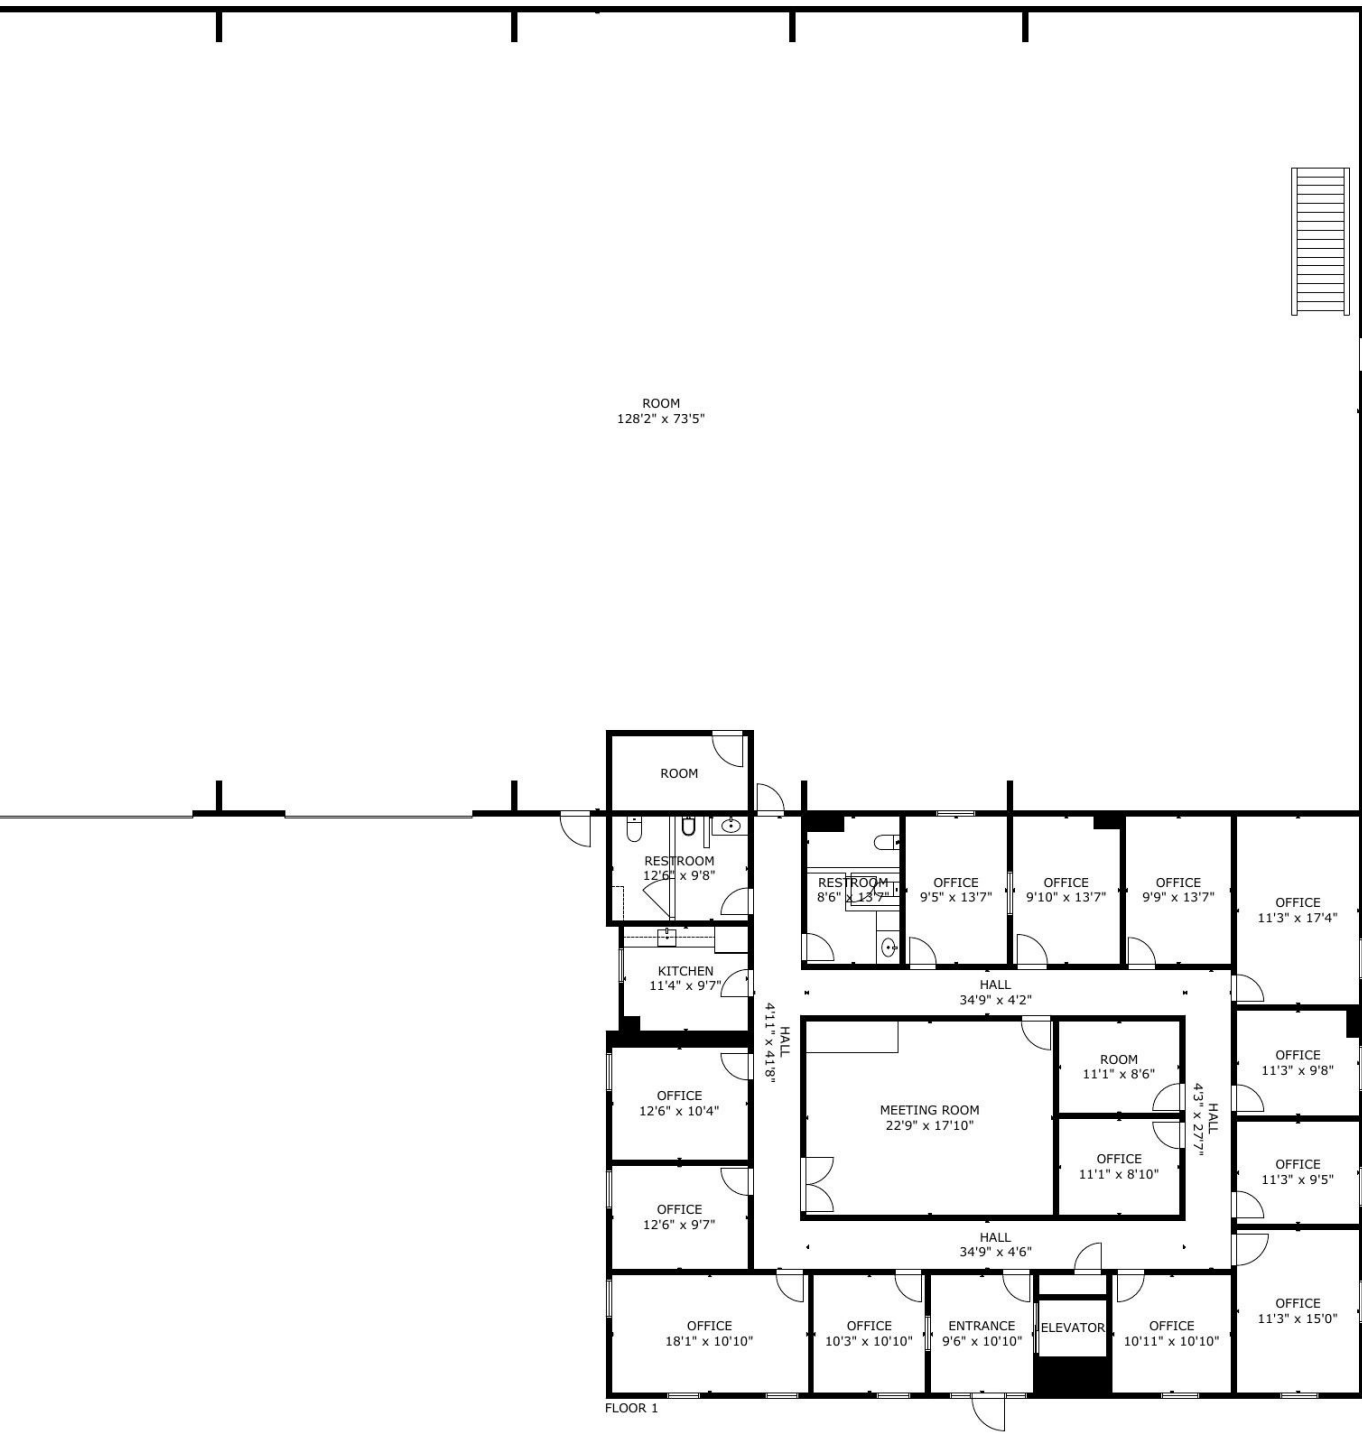 ROOM
128'2" x 73'5"
ROOM
RESTROOM
12'6" x 9'8"
RESTROOM
8'6" x 13'7"
OFFICE
9'5" x 13'7"
OFFICE
9'10" x 13'7"
OFFICE
9'9" x 13'7"
OFFICE
11'3" x 17'4"
KITCHEN
11'4" x 9'7"
HALL
34'9" x 4'2"
HALL
4'11" x 41'8"
OFFICE
12'6" x 10'4"
MEETING ROOM
22'9" x 17'10"
ROOM
11'1" x 8'6"
HALL
4'3" x 27'7"
OFFICE
11'3" x 9'8"
OFFICE
11'1" x 8'10"
OFFICE
11'3" x 9'5"
OFFICE
12'6" x 9'7"
HALL
34'9" x 4'6"
OFFICE
18'1" x 10'10"
OFFICE
10'3" x 10'10"
ENTRANCE
9'6" x 10'10"
ELEVATOR
OFFICE
10'11" x 10'10"
OFFICE
11'3" x 15'0"
FLOOR 1